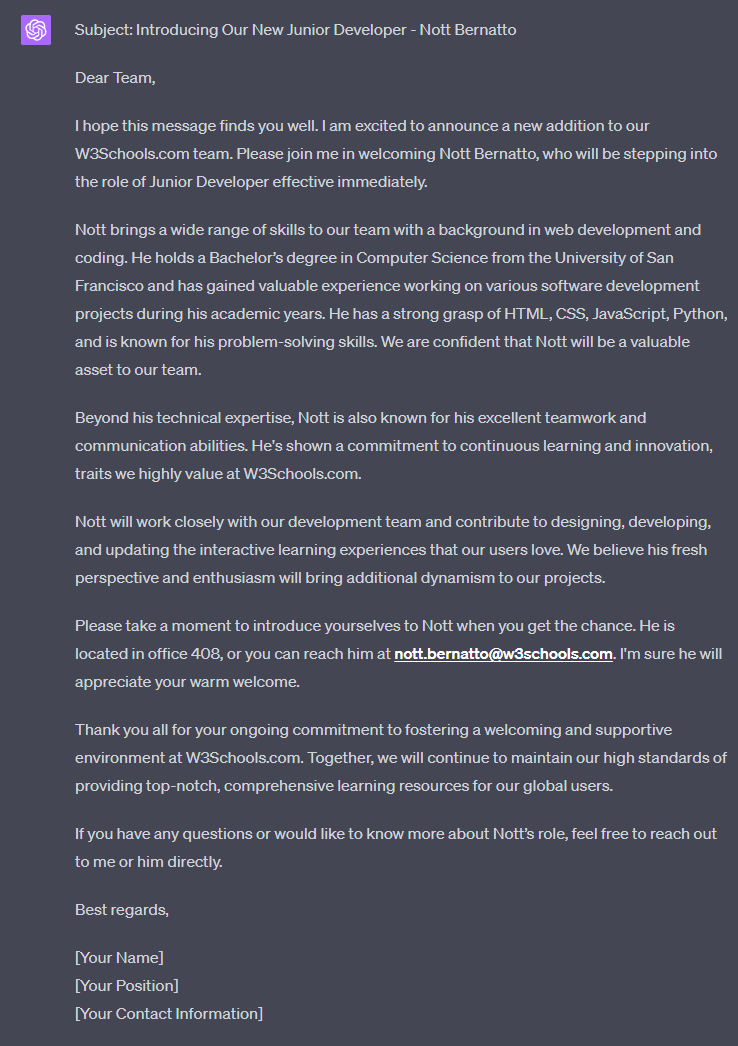 Subject: Introducing Our New Junior Developer - Nott Bernatto
Dear Team,
I hope this message finds you well. I am excited to announce a new addition to our
W3Schools.com team. Please join me in welcoming Nott Bernatto, who will be stepping into
the role of Junior Developer effective immediately.
Nott brings a wide range of skills to our team with a background in web development and
coding. He holds a Bachelor’s degree in Computer Science from the University of San
Francisco and has gained valuable experience working on various software development
projects during his academic years. He has a strong grasp of HTML, CSS, JavaScript, Python,
and is known for his problem-solving skills. We are confident that Nott will be a valuable
asset to our team.
Beyond his technical expertise, Nott is also known for his excellent teamwork and
communication abilities. He's shown a commitment to continuous learning and innovation,
traits we highly value at W3Schools.com.
Nott will work closely with our development team and contribute to designing, developing,
and updating the interactive learning experiences that our users love. We believe his fresh
perspective and enthusiasm will bring additional dynamism to our projects.
Please take a moment to introduce yourselves to Nott when you get the chance. He is
located in office 408, or you can reach him at nott.bernatto@w3schools.com. I'm sure he will
appreciate your warm welcome.
Thank you all for your ongoing commitment to fostering a welcoming and supportive
environment at W3Schools.com. Together, we will continue to maintain our high standards of
providing top-notch, comprehensive learning resources for our global users.
If you have any questions or would like to know more about Nott’s role, feel free to reach out
to me or him directly.
Best regards,
[Your Name]
[Your Position]
[Your Contact Information]